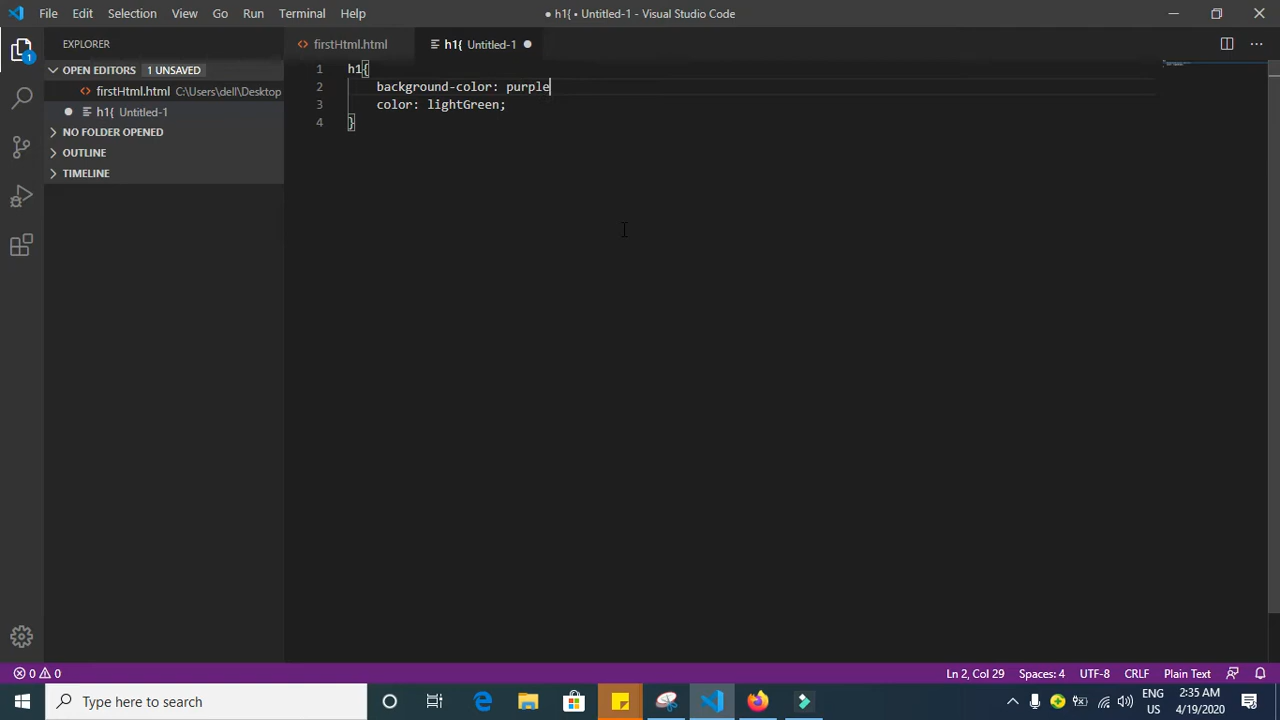 File Edit Selection View Go Run Terminal Help
● h1{ • Untitled-1 - Visual Studio Code
EXPLORER
firstHtml.html
h1{ Untitled-1
OPEN EDITORS 1 UNSAVED
firstHtml.html C:\Users\dell\Desktop
h1{ Untitled-1
NO FOLDER OPENED
OUTLINE
TIMELINE
1
1 h1{
2 background-color: purple
3 color: lightGreen;
4 }
0 0
Ln 2, Col 29 Spaces: 4 UTF-8 CRLF Plain Text
Type here to search
ENG
US
2:35 AM
4/19/2020